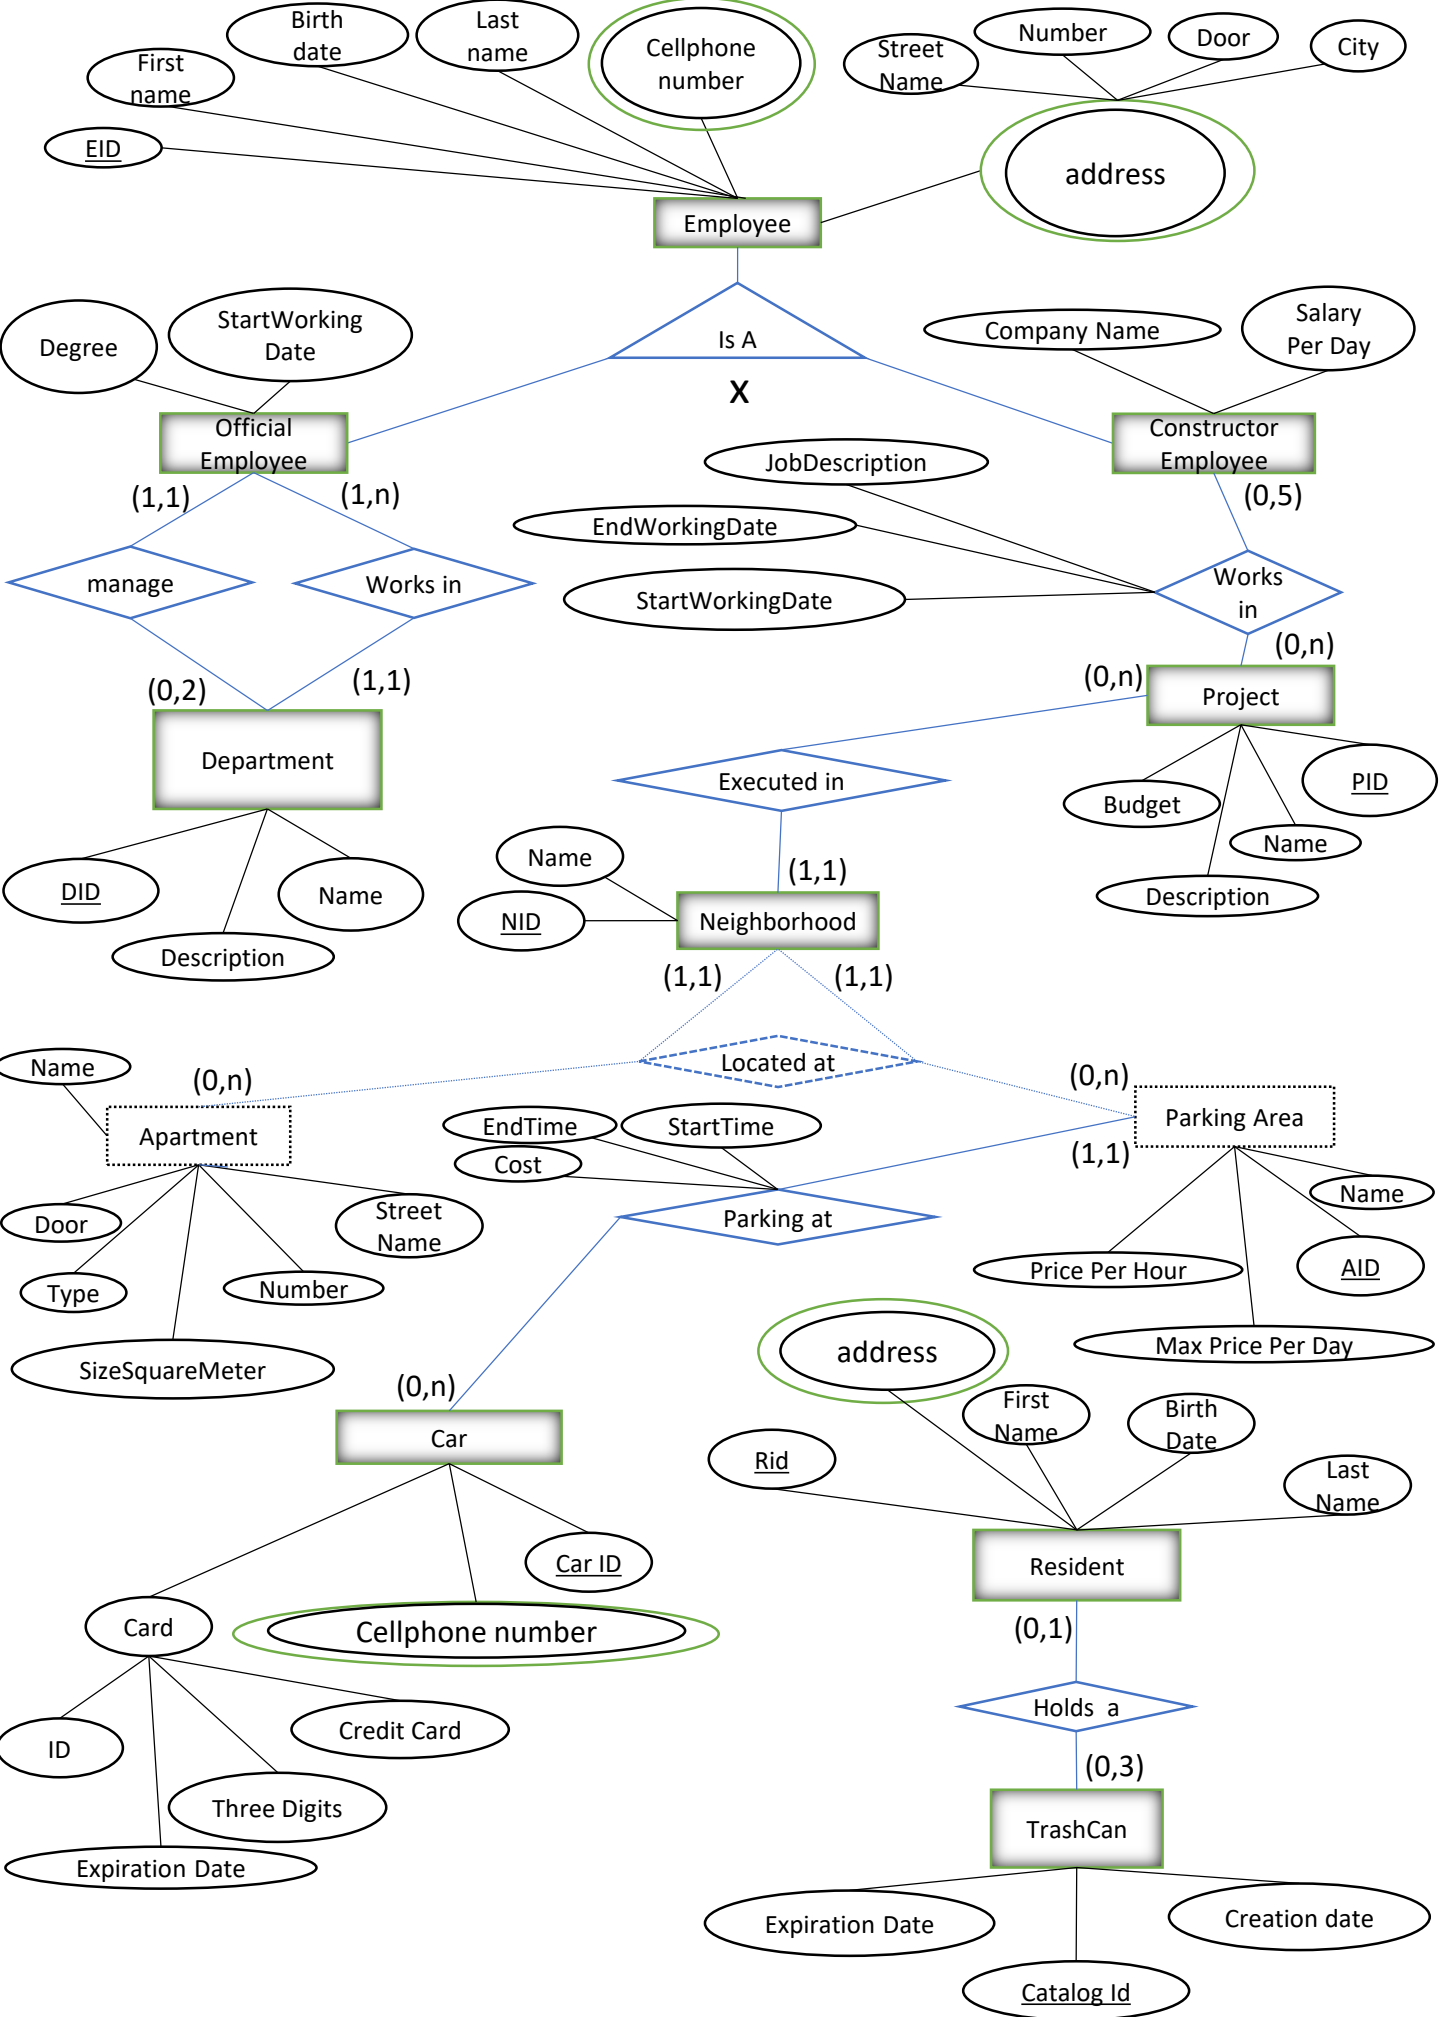 Birth
date
Last
name
Cellphone
number
Street
Name
Number
Door
City
First
name
EID
address
Employee
Degree
StartWorking
Date
Is A
X
Company Name
Salary
Per Day
Official
Employee
Constructor
Employee
JobDescription
(1,1)
(1,n)
(0,5)
EndWorkingDate
manage
Works in
StartWorkingDate
Works
in
(0,n)
(0,2)
(1,1)
(0,n)
Project
Department
Executed in
Budget
PID
Name
Description
DID
Name
Description
Name
NID
(1,1)
Neighborhood
(1,1)
(1,1)
Located at
Name
(0,n)
(0,n)
Apartment
EndTime
StartTime
Cost
Parking Area
(1,1)
Parking at
Door
Street
Name
Type
Number
SizeSquareMeter
Name
Price Per Hour
AID
Max Price Per Day
address
(0,n)
Car
First
Name
Birth
Date
Rid
Last
Name
Car ID
Resident
Card
Cellphone number
(0,1)
ID
Credit Card
Three Digits
Expiration Date
Holds a
(0,3)
TrashCan
Expiration Date
Creation date
Catalog Id